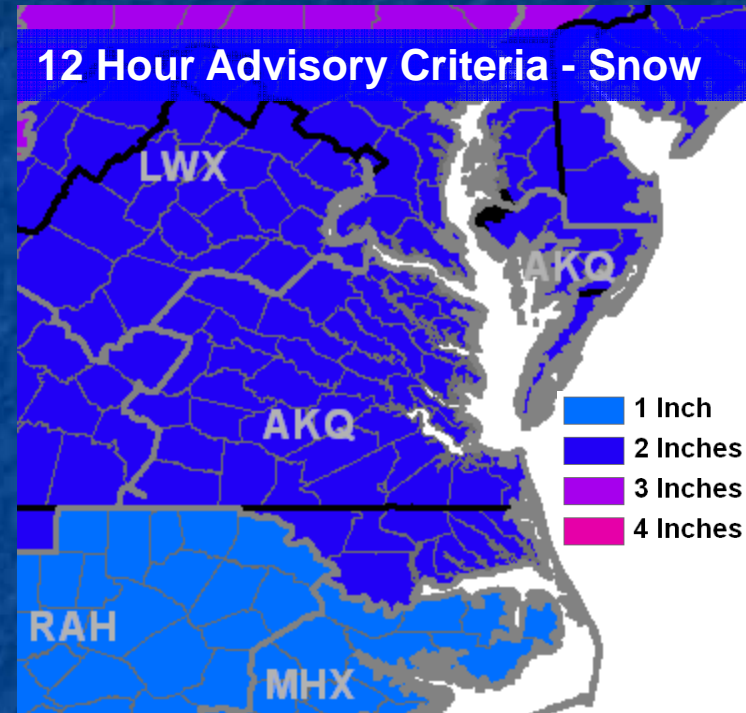 12 Hour Advisory Criteria - Snow
LWX
AKQ
AKQ
1 Inch
2 Inches
3 Inches
4 Inches
RAH
MHX